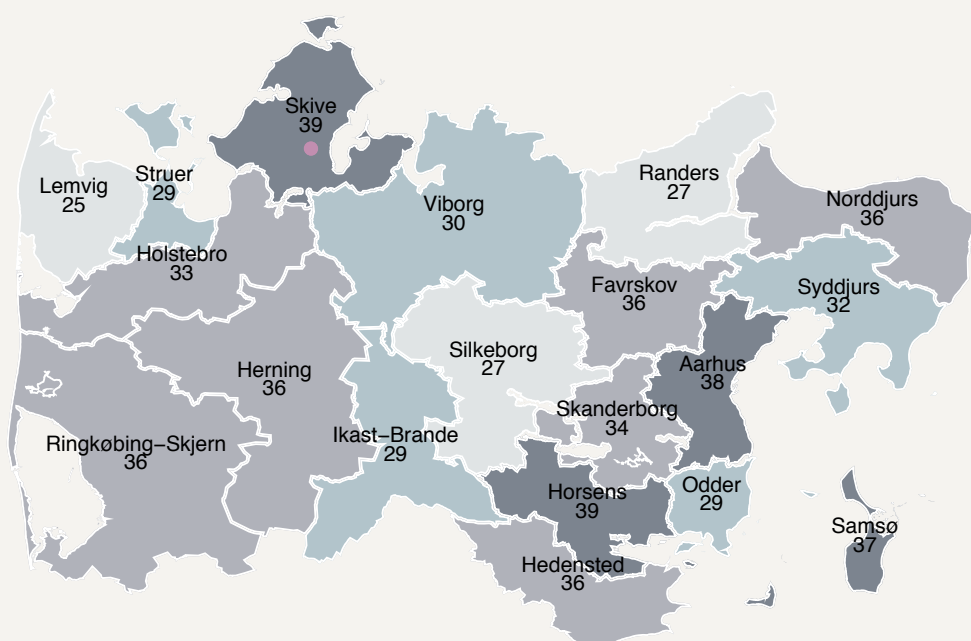 Skive
39
Lemvig
25
Struer
29
Randers
27
Viborg
30
Norddjurs
36
Holstebro
33
Favrskov
36
Syddjurs
32
Silkeborg
27
Aarhus
38
Herning
36
Skanderborg
34
Ringkøbing–Skjern
36
Ikast–Brande
29
Horsens
39
Odder
29
Samsø
37
Hedensted
36